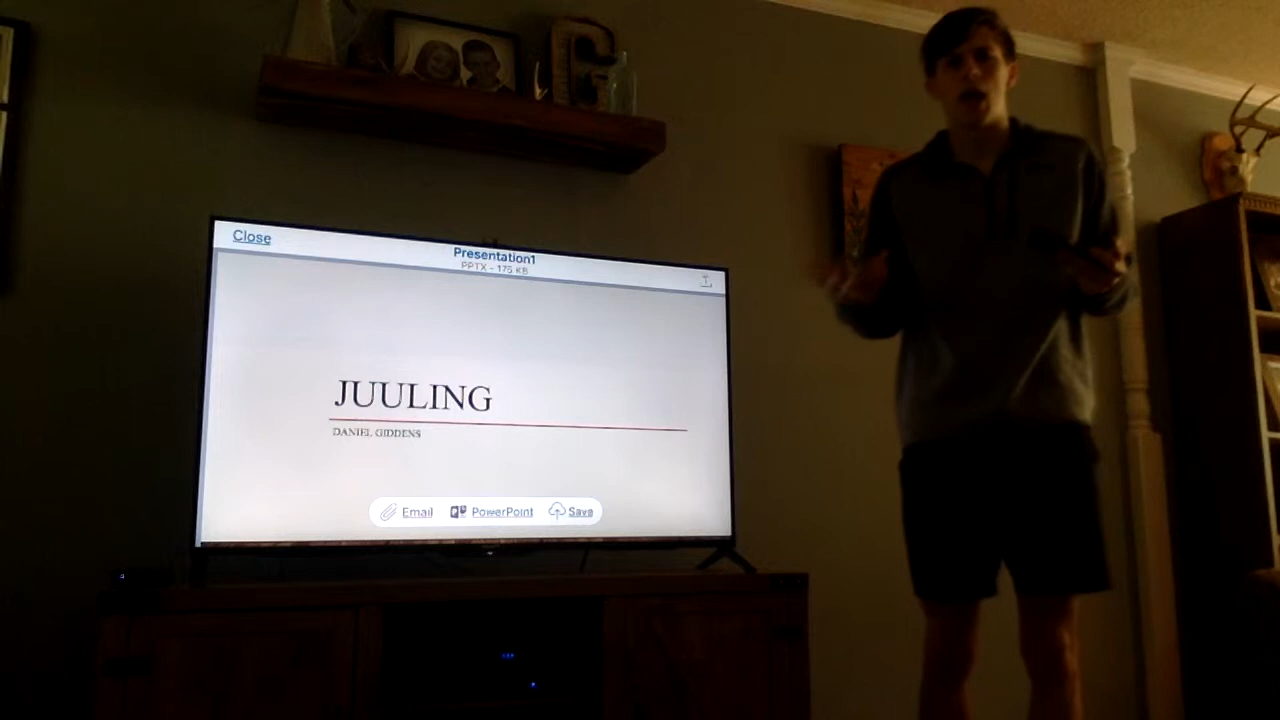 G
Close
Presentation1
PPTX - 175 KB
JUULING
DANIEL GIDDENS
Email PowerPoint Save